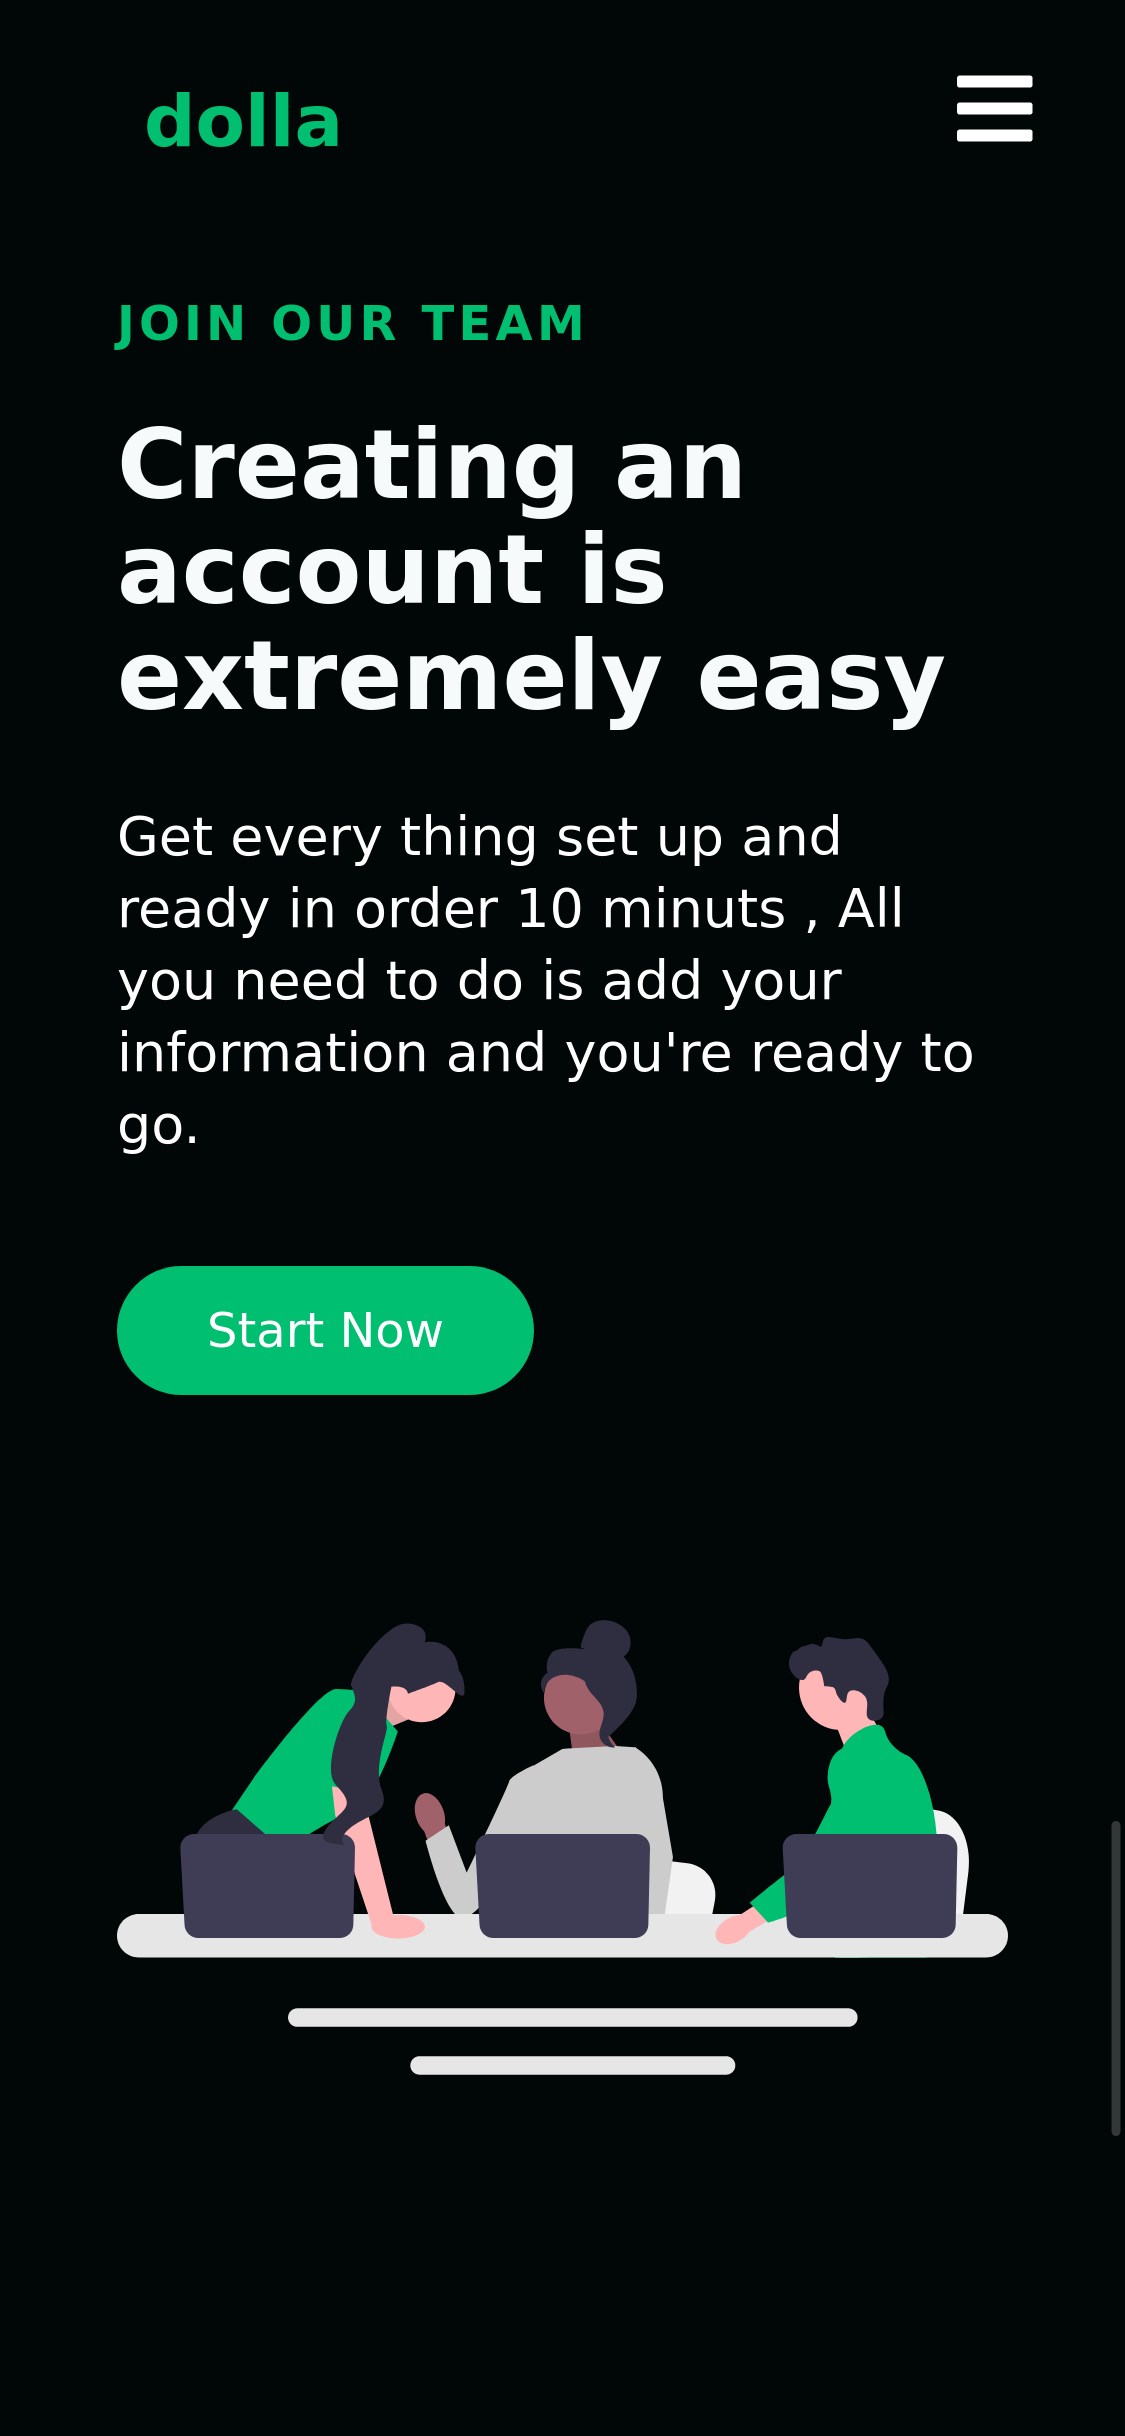 dolla
JOIN OUR TEAM
Creating an
account is
extremely easy
Get every thing set up and
ready in order 10 minuts , All
you need to do is add your
information and you're ready to
go.
Start Now